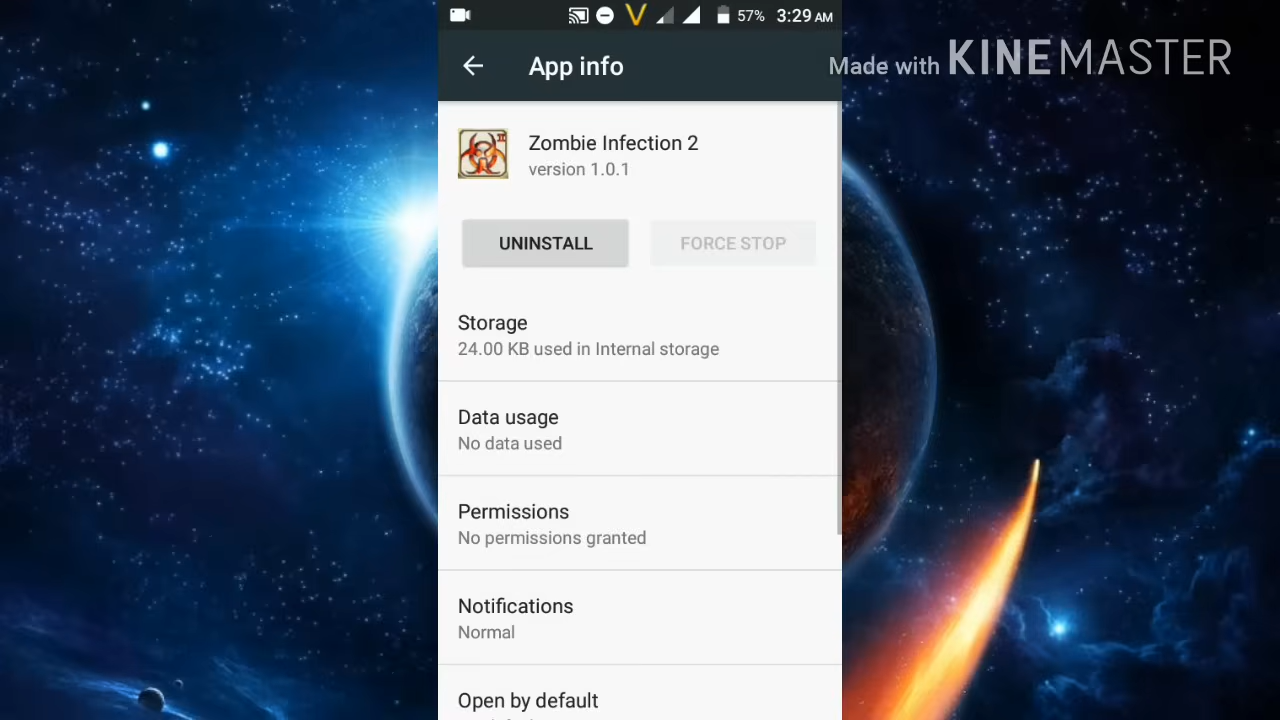 57% 3:29 AM
App info
Made with KINEMASTER
Zombie Infection 2
version 1.0.1
UNINSTALL FORCE STOP
Storage
24.00 KB used in Internal storage
Data usage
No data used
Permissions
No permissions granted
Notifications
Normal
Open by default